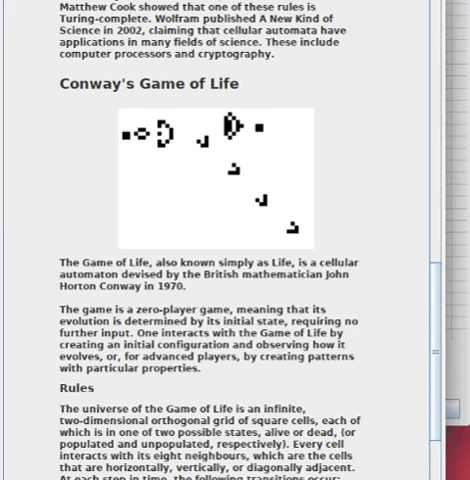 Matthew Cook showed that one of these rules is
Turing-complete. Wolfram published A New Kind of
Science in 2002, claiming that cellular automata have
applications in many fields of science. These include
computer processors and cryptography.
Conway's Game of Life
The Game of Life, also known simply as Life, is a cellular
automaton devised by the British mathematician John
Horton Conway in 1970.
The game is a zero-player game, meaning that its
evolution is determined by its initial state, requiring no
further input. One interacts with the Game of Life by
creating an initial configuration and observing how it
evolves, or, for advanced players, by creating patterns
with particular properties.
Rules
The universe of the Game of Life is an infinite,
two-dimensional orthogonal grid of square cells, each of
which is in one of two possible states, alive or dead, (or
populated and unpopulated, respectively). Every cell
interacts with its eight neighbours, which are the cells
that are horizontally, vertically, or diagonally adjacent.
At each step in time, the following transitions occur: